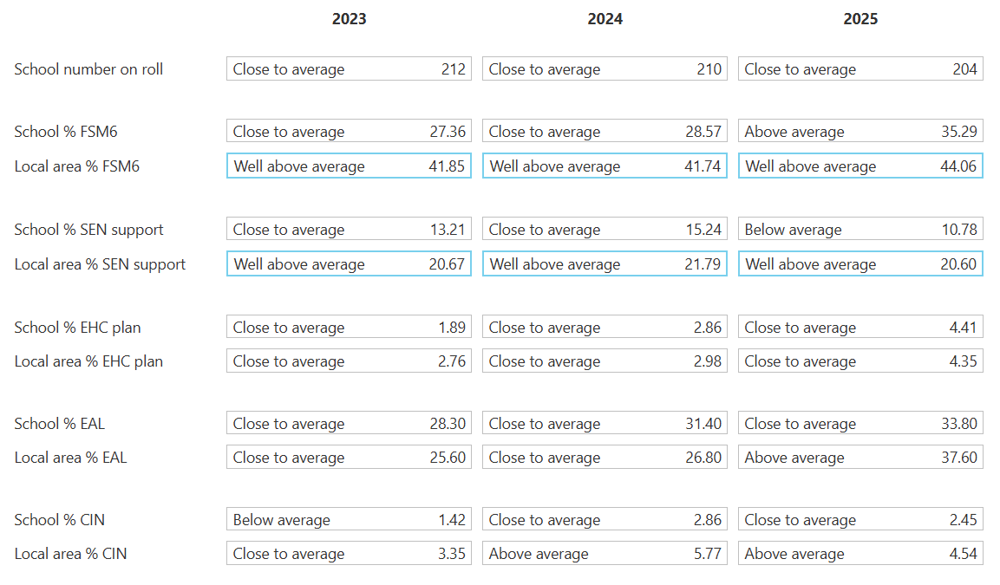 2023 2024 2025
School number on roll Close to average 212 Close to average 210 Close to average 204
School % FSM6 Close to average 27.36 Close to average 28.57 Above average 35.29
Local area % FSM6 Well above average 41.85 Well above average 41.74 Well above average 44.06
School % SEN support Close to average 13.21 Close to average 15.24 Below average 10.78
Local area % SEN support Well above average 20.67 Well above average 21.79 Well above average 20.60
School % EHC plan Close to average 1.89 Close to average 2.86 Close to average 4.41
Local area % EHC plan Close to average 2.76 Close to average 2.98 Close to average 4.35
School % EAL Close to average 28.30 Close to average 31.40 Close to average 33.80
Local area % EAL Close to average 25.60 Close to average 26.80 Above average 37.60
School % CIN Below average 1.42 Close to average 2.86 Close to average 2.45
Local area % CIN Close to average 3.35 Above average 5.77 Above average 4.54